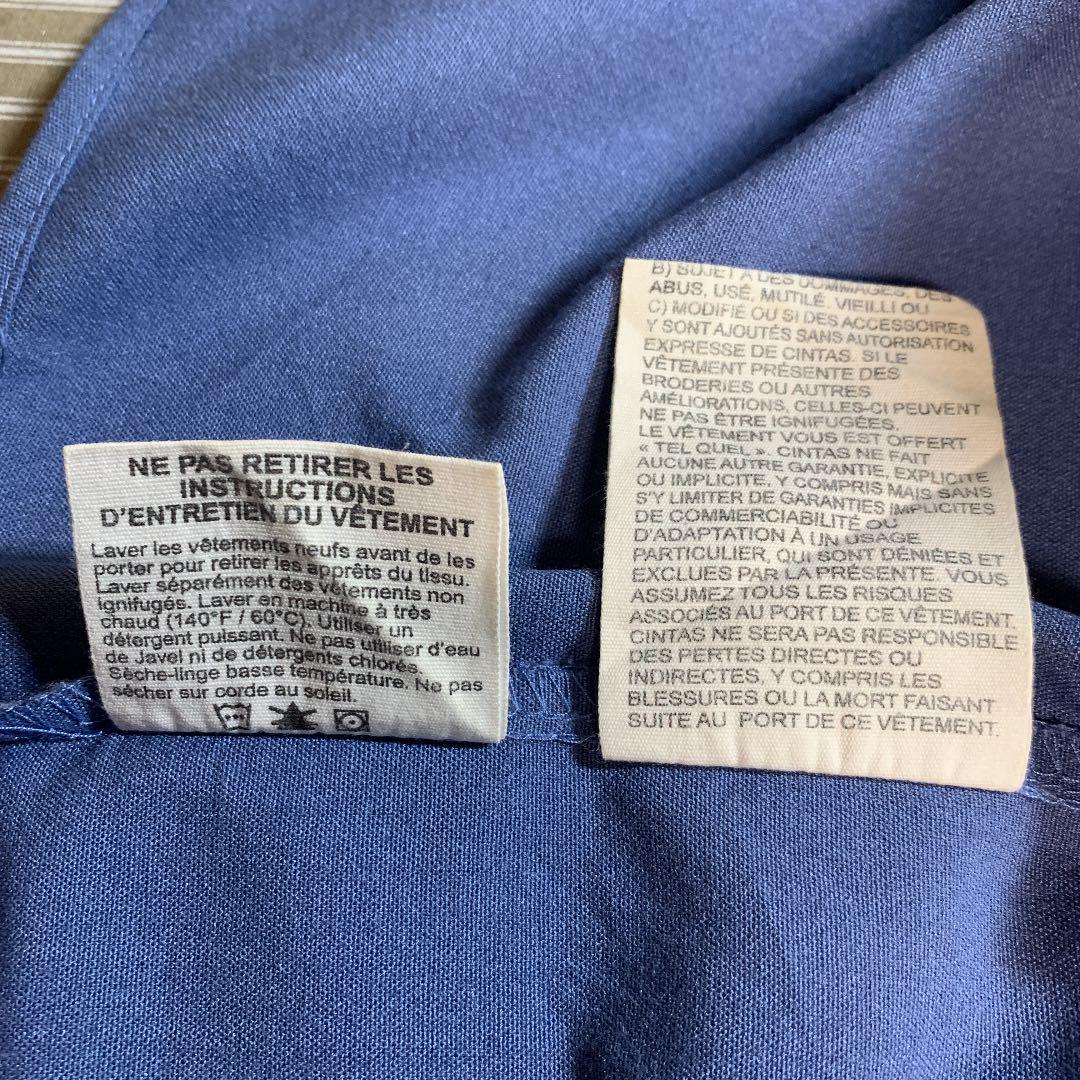 NE PAS RETIRER LES
INSTRUCTIONS
D'ENTRETIEN DU VÊTEMENT
Laver les vêtements neufs avant de les
porter pour retirer les apprêts du tissu.
Laver séparément des vêtements non
ignifugés. Laver en machine à très
chaud (140°F / 60°C). Utiliser un
détergent puissant. Ne pas utiliser d'eau
de Javel ni de détergents chlorés.
Sèche-linge basse température. Ne pas
sécher sur corde au soleil.
B) SUJET À DES DOMMAGES, DES
ABUS, USÉ, MUTILÉ, VIEILLI OU
C) MODIFIÉ OU SI DES ACCESSOIRES
Y SONT AJOUTÉS SANS AUTORISATION
EXPRESSE DE CINTAS. SI LE
VÊTEMENT PRÉSENTE DES
BRODERIES OU AUTRES
AMÉLIORATIONS, CELLES-CI PEUVENT
NE PAS ÊTRE IGNIFUGÉES.
LE VÊTEMENT VOUS EST OFFERT
« TEL QUEL ». CINTAS NE FAIT
AUCUNE AUTRE GARANTIE, EXPLICITE
OU IMPLICITE, Y COMPRIS MAIS SANS
S'Y LIMITER DE GARANTIES IMPLICITES
DE COMMERCIABILITÉ OU
D'ADAPTATION À UN USAGE
PARTICULIER, QUI SONT DÉNIÉES ET
EXCLUES PAR LA PRÉSENTE. VOUS
ASSUMEZ TOUS LES RISQUES
ASSOCIÉS AU PORT DE CE VÊTEMENT.
CINTAS NE SERA PAS RESPONSIBLE
DES PERTES DIRECTES OU
INDIRECTES, Y COMPRIS LES
BLESSURES OU LA MORT FAISANT
SUITE AU PORT DE CE VÊTEMENT.